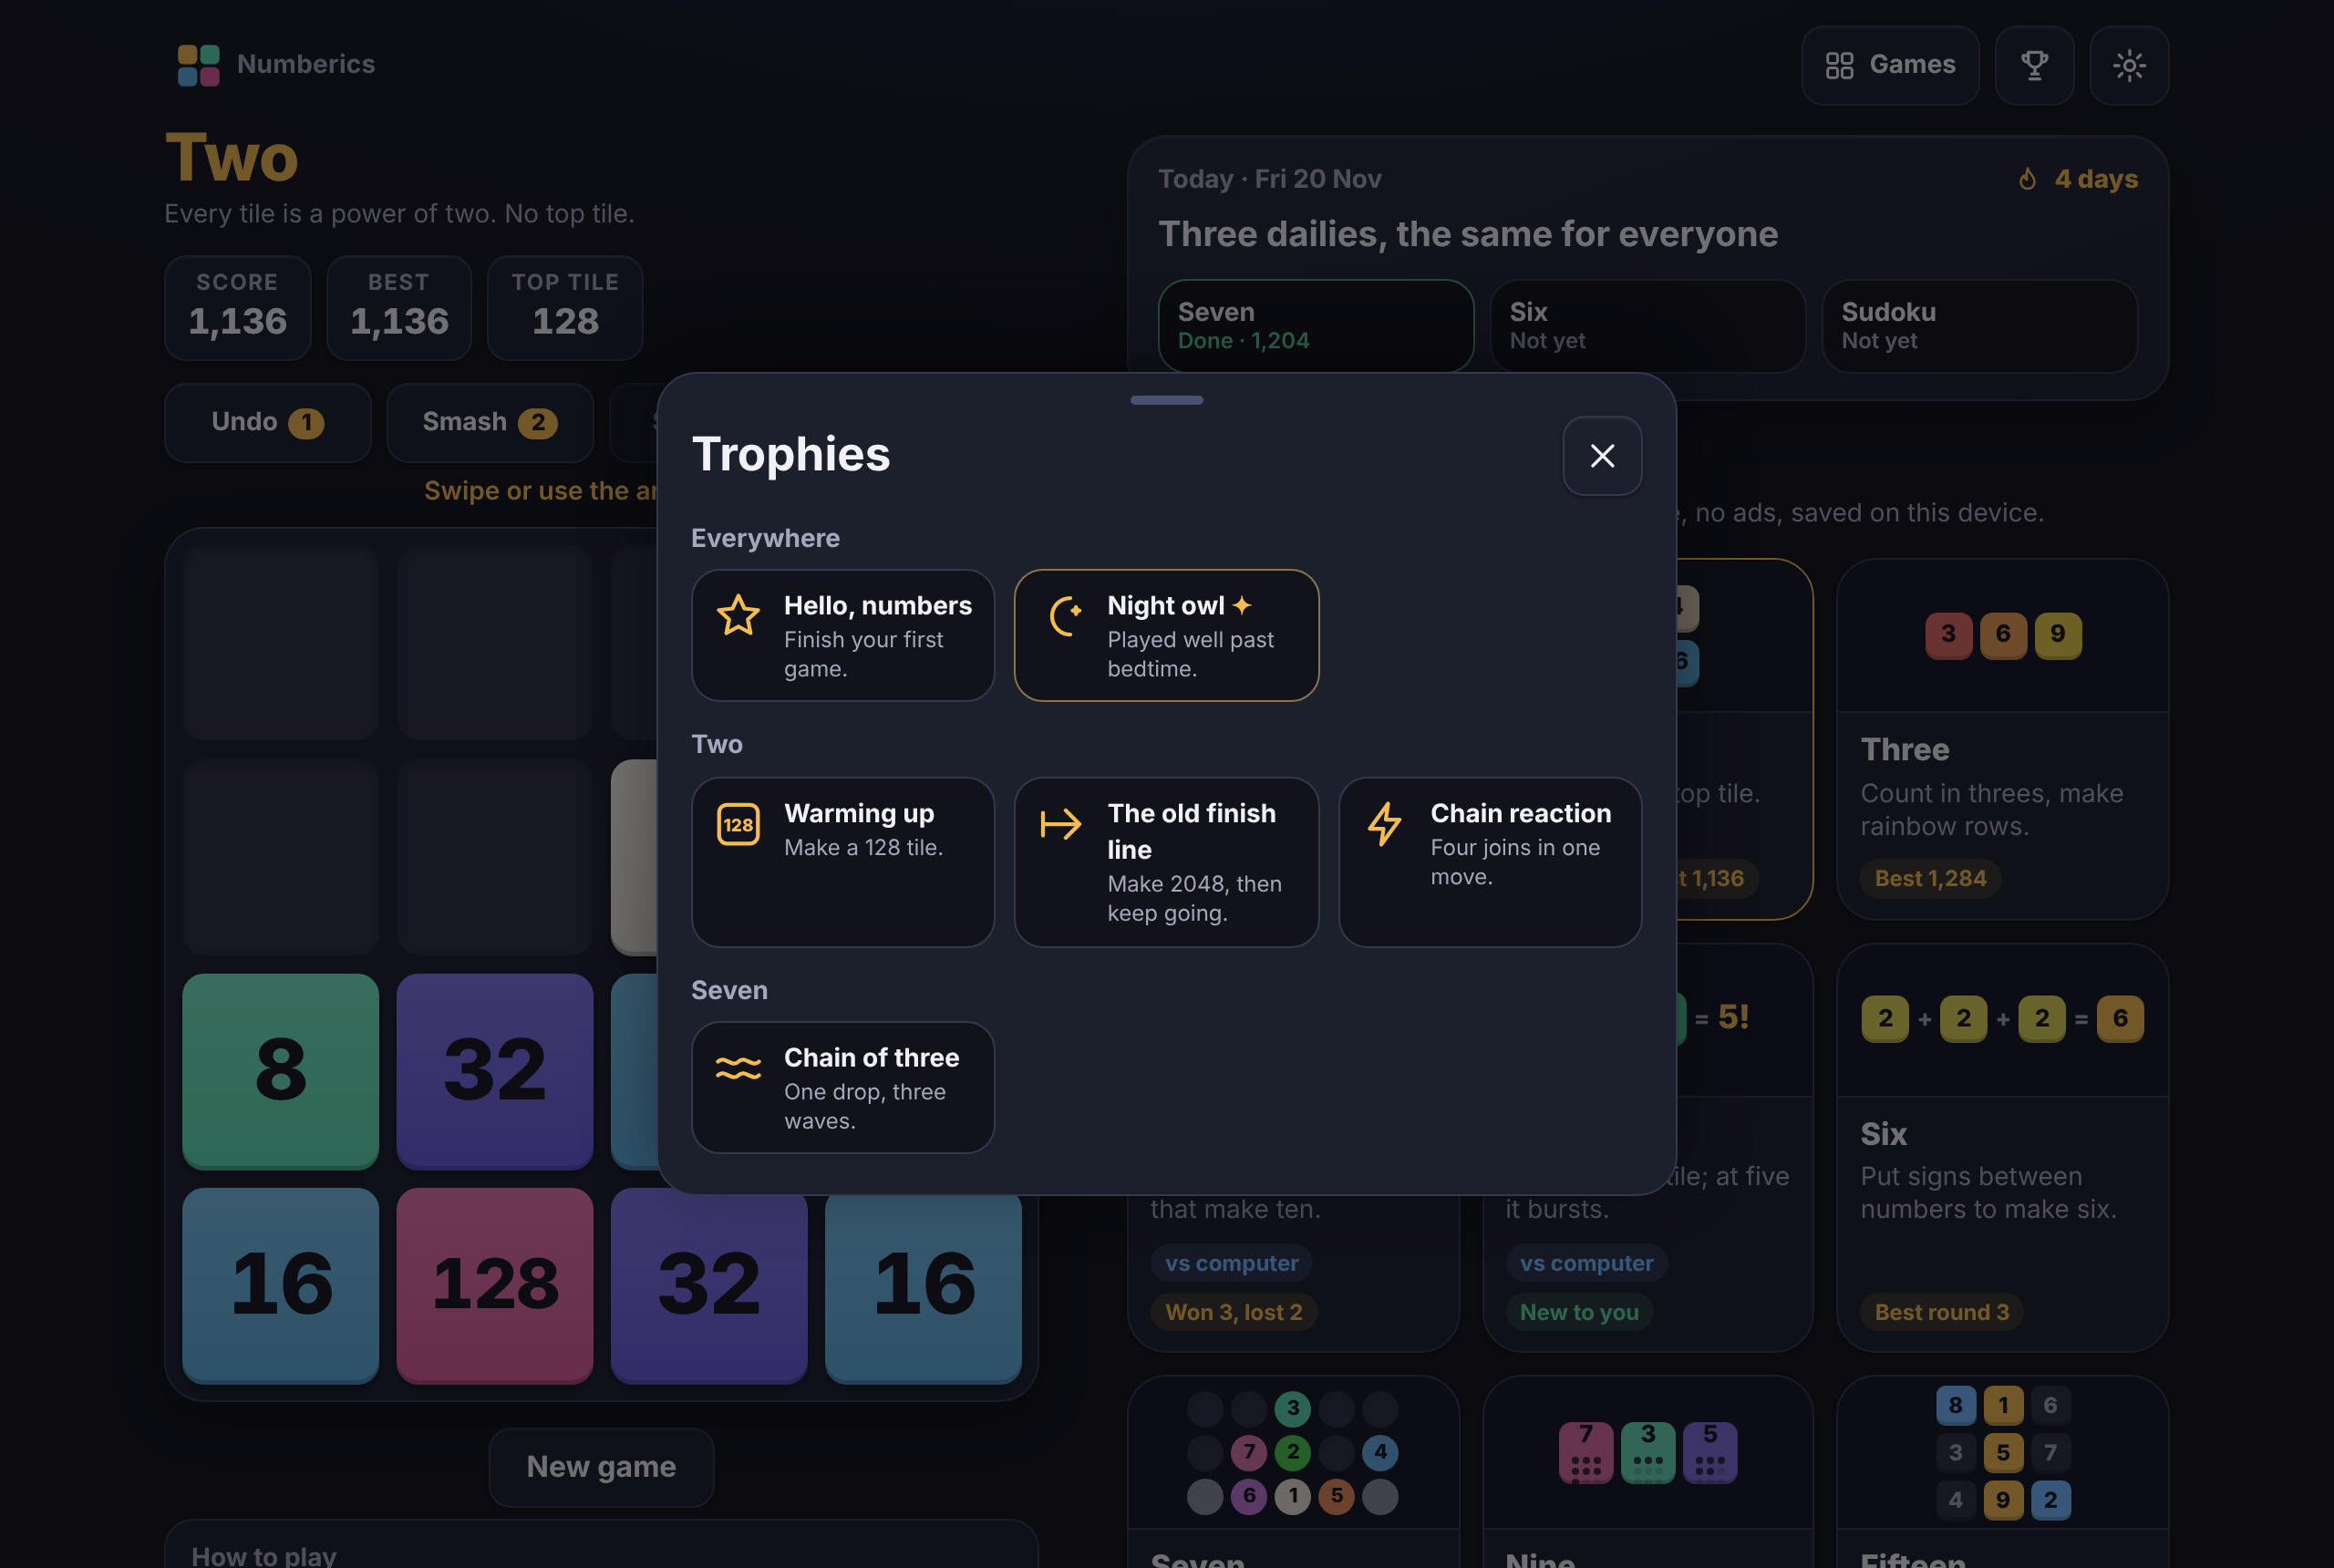 Numberics
Games
Two
Every tile is a power of two. No top tile.
SCORE
1,136
BEST
1,136
TOP TILE
128
Undo 1
Smash 2
Swipe or use the
8
32
16
128
32
16
New game
How to play
Today · Fri 20 Nov
4 days
Three dailies, the same for everyone
Seven
Done · 1,204
Six
Not yet
Sudoku
Not yet
no ads, saved on this device.
Trophies
Everywhere
Hello, numbers
Finish your first
game.
Night owl
Played well past
bedtime.
Two
128
Warming up
Make a 128 tile.
The old finish
line
Make 2048, then
keep going.
Chain reaction
Four joins in one
move.
Seven
Chain of three
One drop, three
waves.
top tile.
1,136
3 6 9
Three
Count in threes, make
rainbow rows.
Best 1,284
that make ten.
vs computer
Won 3, lost 2
= 5!
tile; at five
it bursts.
vs computer
New to you
2 + 2 + 2 = 6
Six
Put signs between
numbers to make six.
Best round 3
3
7 2 4
6 1 5
Seven
7 3 5
Nine
8 1 6
3 5 7
4 9 2
Fifteen